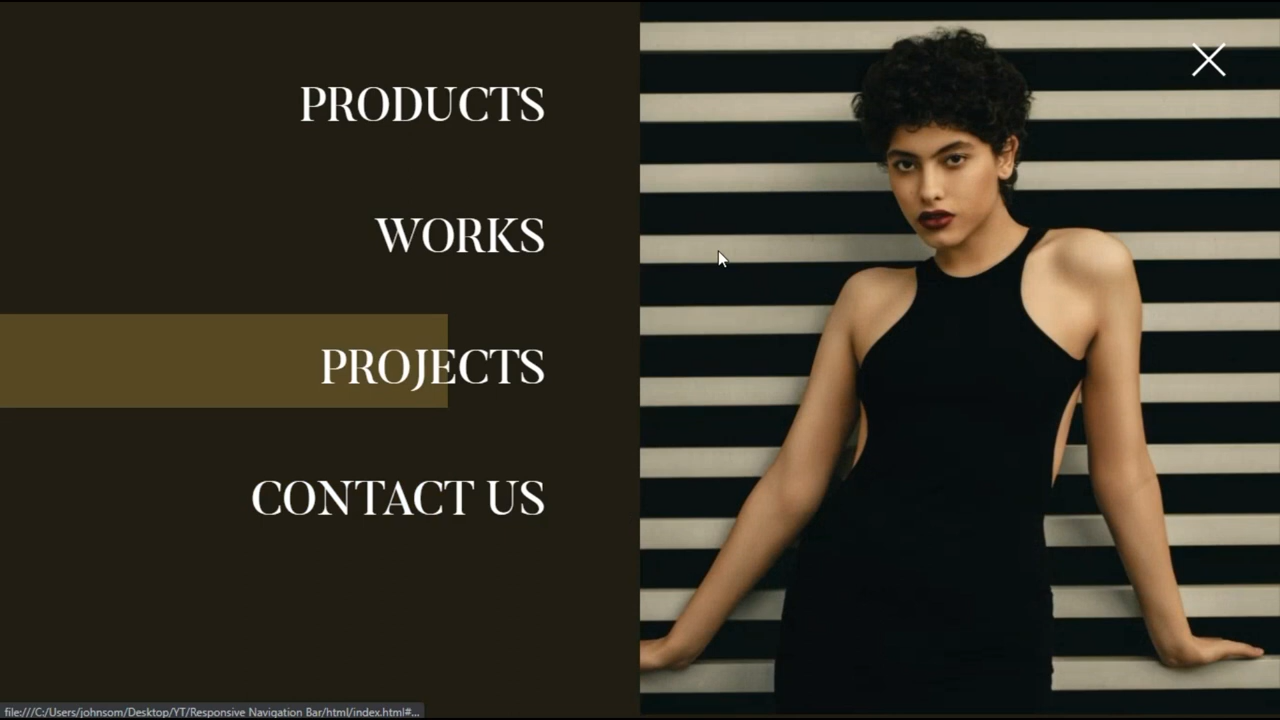 PRODUCTS
WORKS
PROJECTS
CONTACT US
file:///C:/Users/johnsom/Desktop/YT/Responsive Navigation Bar/html/index.html#...